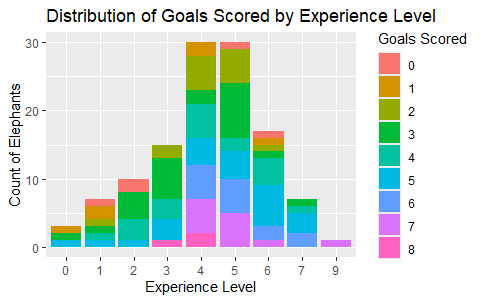 Distribution of Goals Scored by Experience Level
Goals Scored
0
1
2
3
4
5
6
7
8
Count of Elephants
30
20
10
0
0 1 2 3 4 5 6 7 9
Experience Level